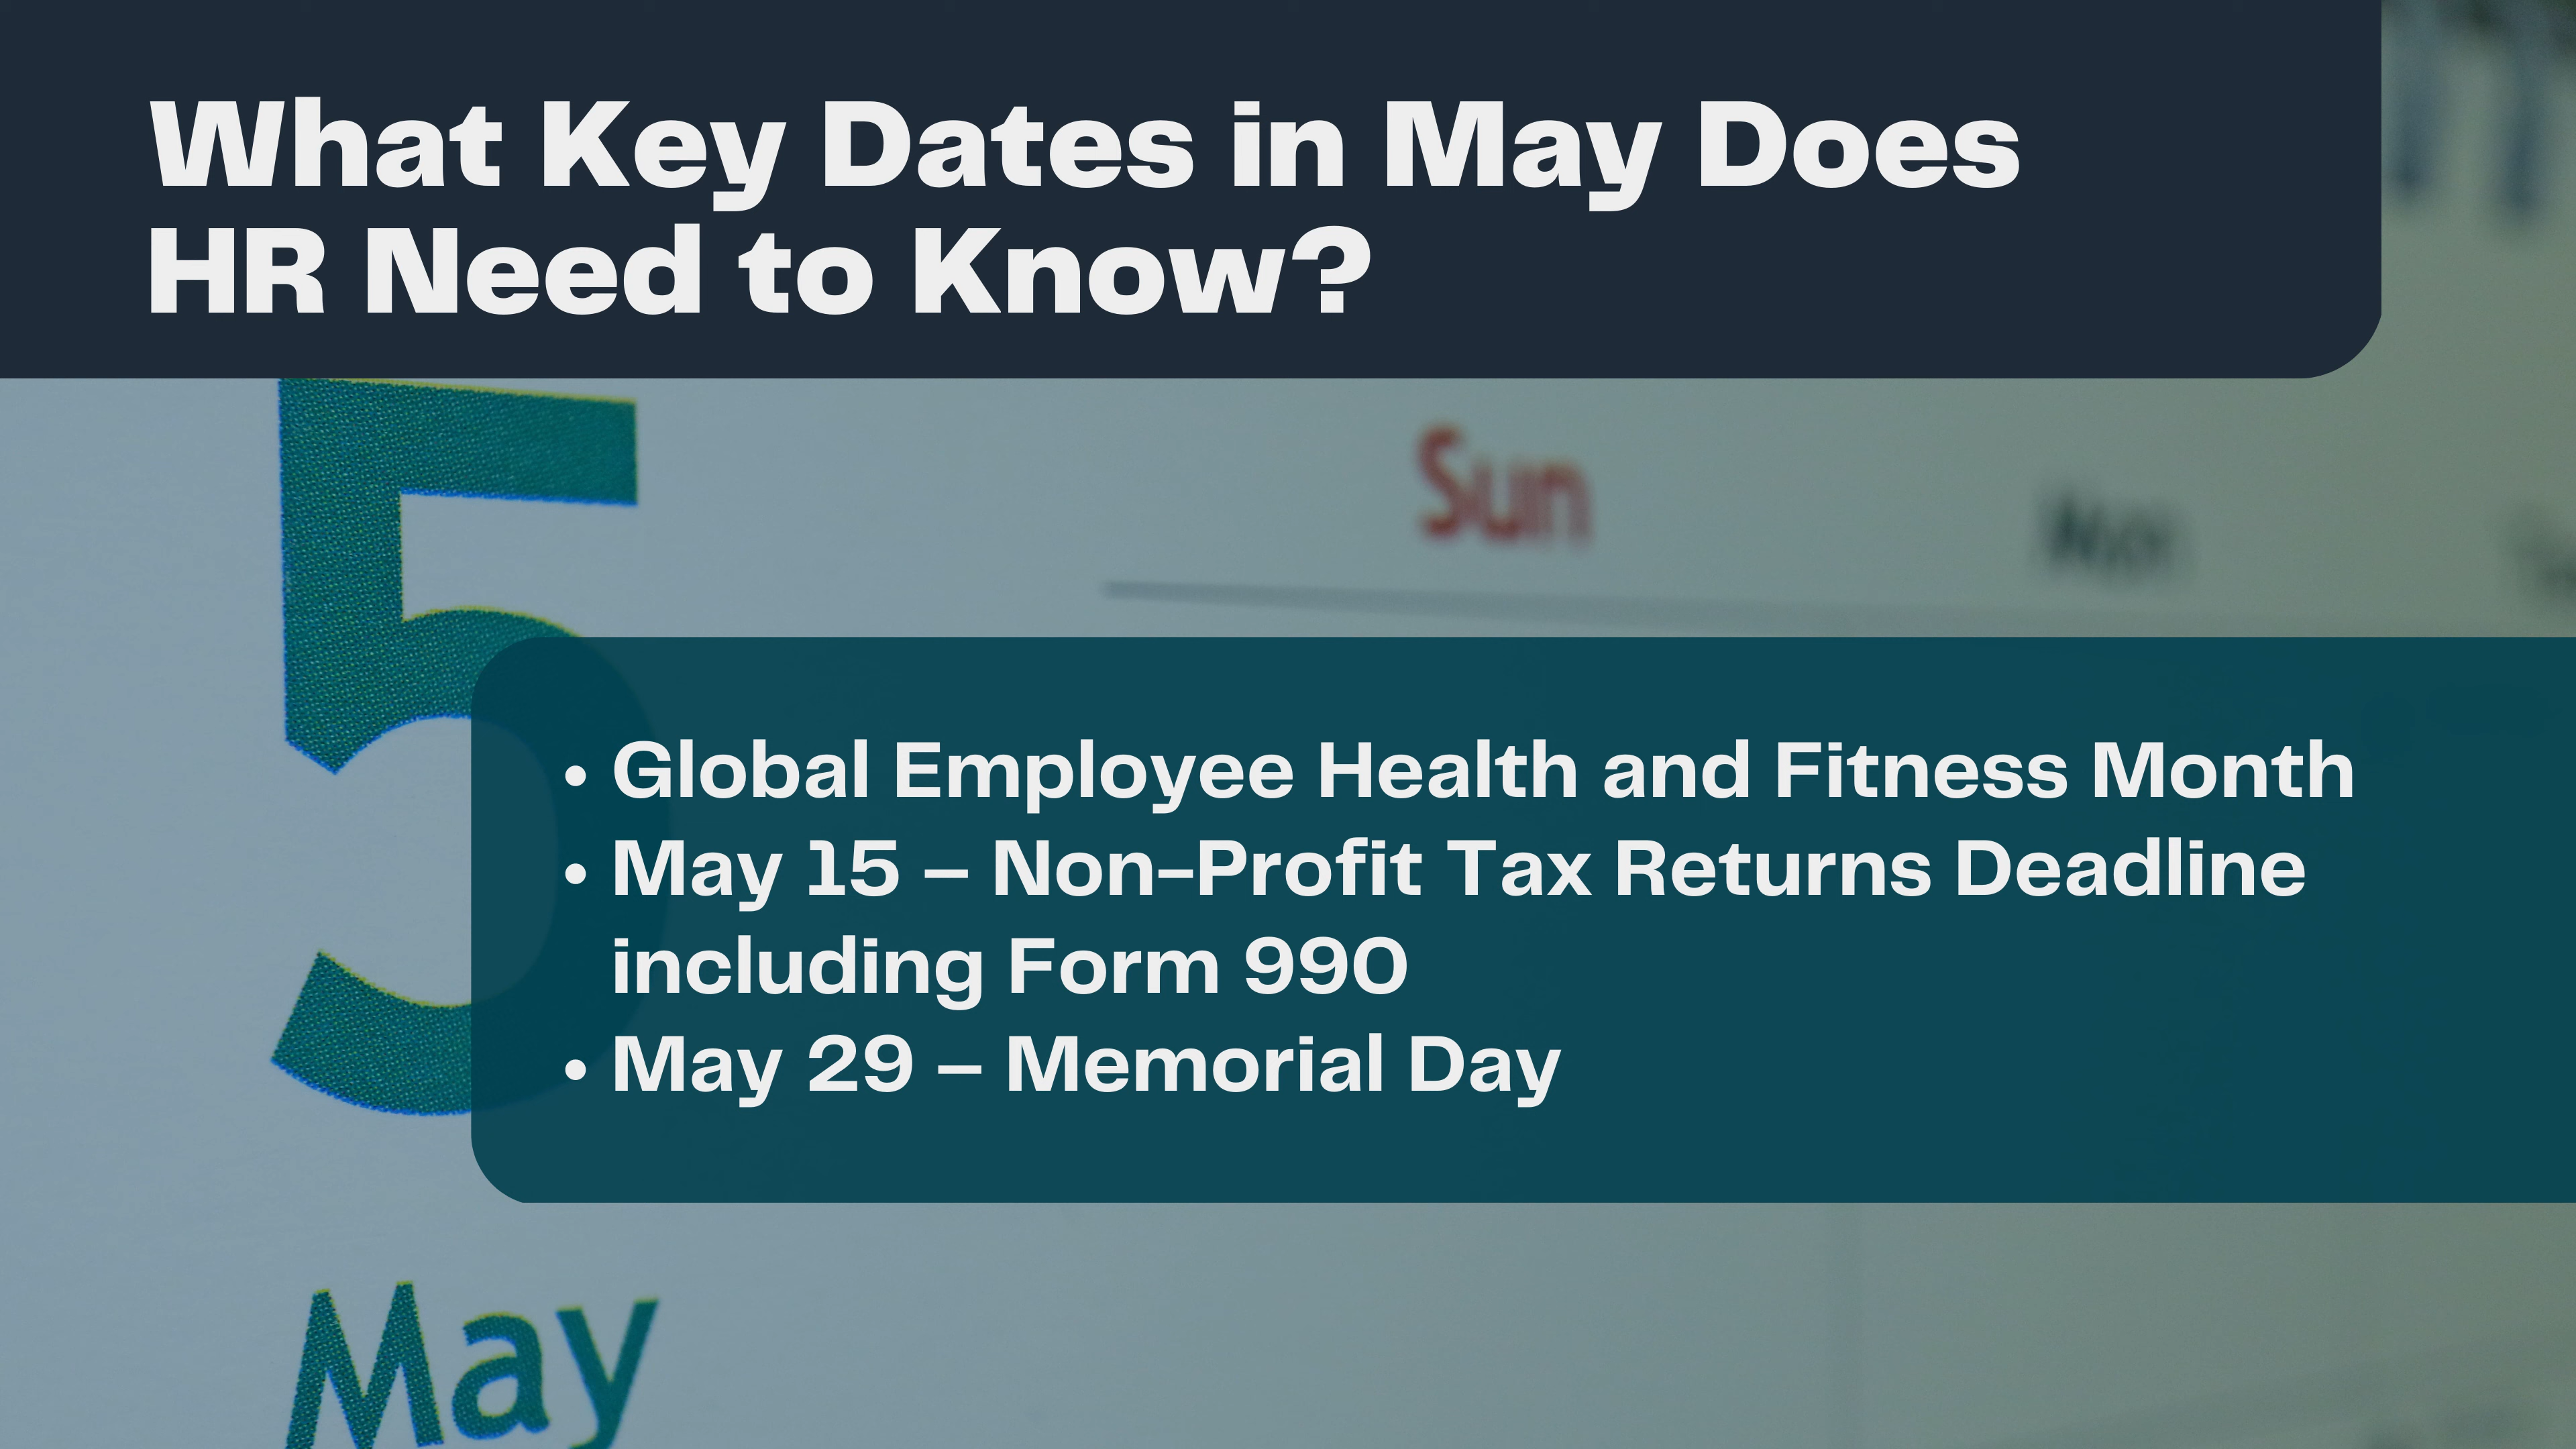 What Key Dates in May Does
HR Need to Know?
5
Sun
• Global Employee Health and Fitness Month
• May 15 – Non-Profit Tax Returns Deadline
including Form 990
• May 29 – Memorial Day
May